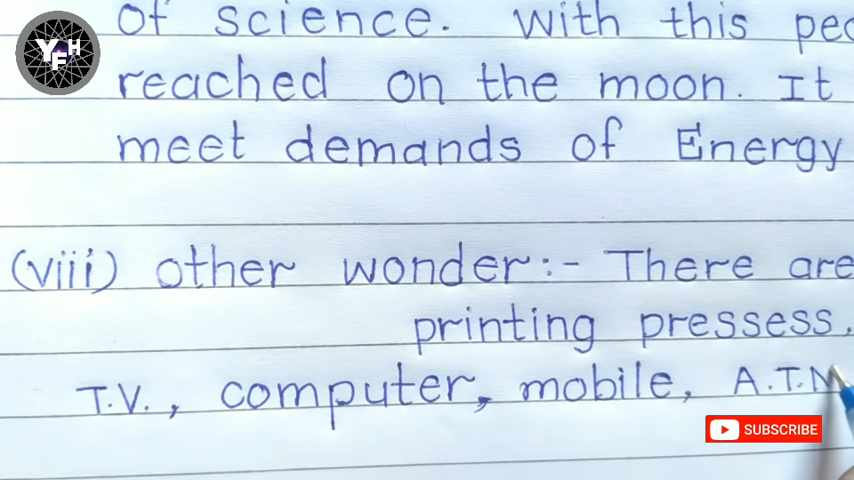 of science. With this
reached on the moon. It
meet demands of Energy
(viii) other wonder:- There are
printing pressess.
T.V., computer, mobile, A.T.
YFH
SUBSCRIBE